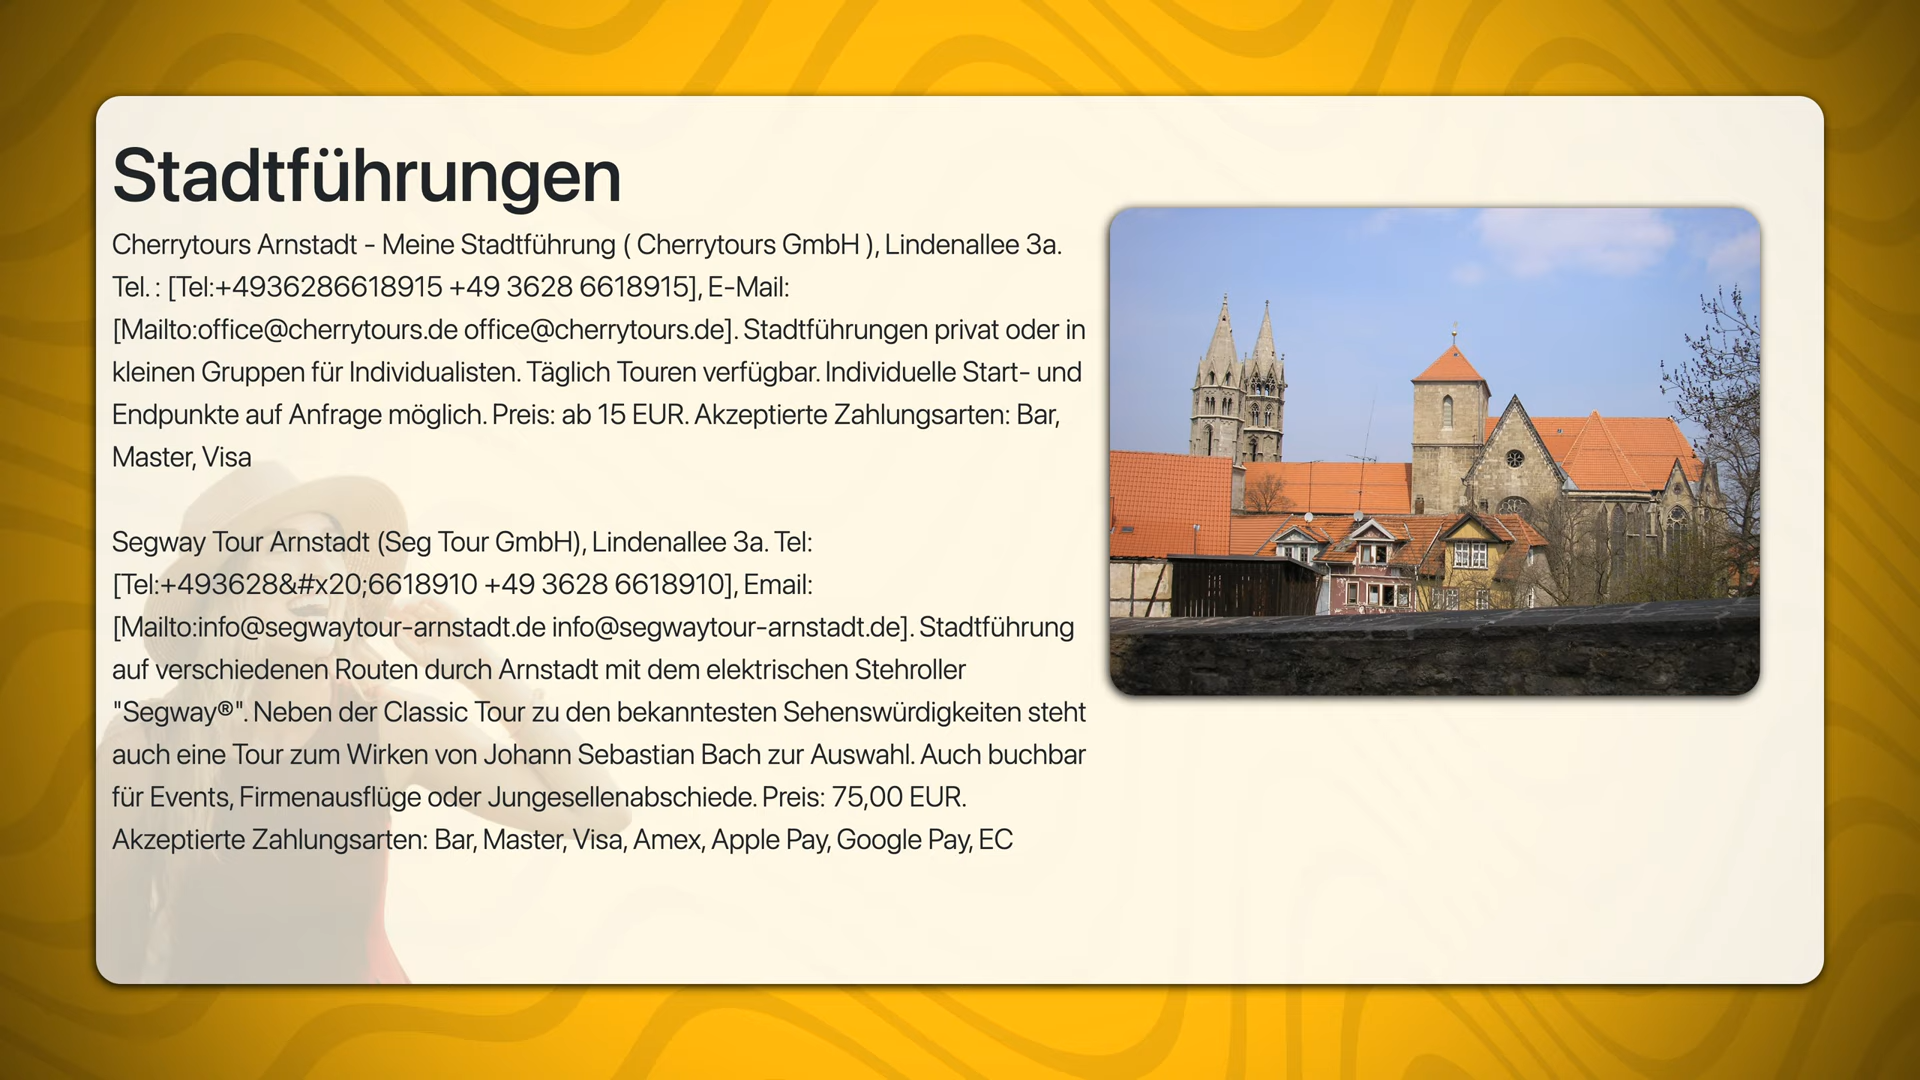 Stadtführungen
Cherrytours Arnstadt - Meine Stadtführung ( Cherrytours GmbH ), Lindenallee 3a.
Tel. : [Tel:+4936286618915 +49 3628 6618915], E-Mail:
[Mailto:office@cherrytours.de office@cherrytours.de]. Stadtführungen privat oder in
kleinen Gruppen für Individualisten. Täglich Touren verfügbar. Individuelle Start- und
Endpunkte auf Anfrage möglich. Preis: ab 15 EUR. Akzeptierte Zahlungsarten: Bar,
Master, Visa
Segway Tour Arnstadt (Seg Tour GmbH), Lindenallee 3a. Tel:
[Tel:+493628&#x20;6618910 +49 3628 6618910], Email:
[Mailto:info@segwaytour-arnstadt.de info@segwaytour-arnstadt.de]. Stadtführung
auf verschiedenen Routen durch Arnstadt mit dem elektrischen Stehroller
"Segway®". Neben der Classic Tour zu den bekanntesten Sehenswürdigkeiten steht
auch eine Tour zum Wirken von Johann Sebastian Bach zur Auswahl. Auch buchbar
für Events, Firmenausflüge oder Jungesellenabschiede. Preis: 75,00 EUR.
Akzeptierte Zahlungsarten: Bar, Master, Visa, Amex, Apple Pay, Google Pay, EC